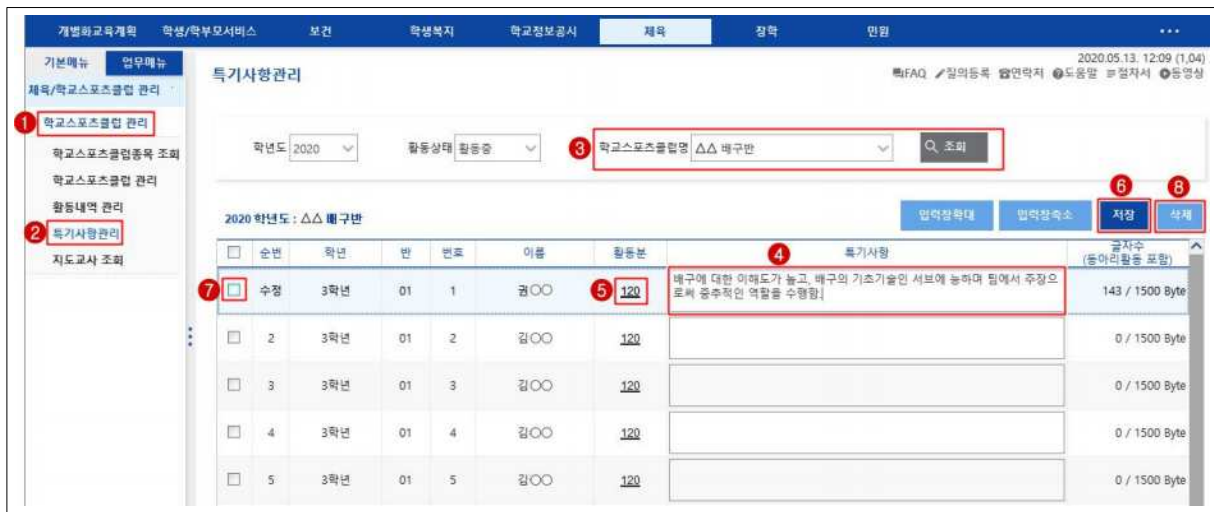 개별화교육계획 학생/학부모서비스 보건 학생복지 학교정보공시 체육 장학 민원 •••
기본메뉴 업무메뉴
2020.05.13. 12:09 (1,04)
특기사항관리
FAQ 질의등록 연락처 도움말 절차서 동영상
체육/학교스포츠클럽 관리
1 학교스포츠클럽 관리
학교스포츠클럽종목 조회
학교스포츠클럽 관리
활동내역 관리
2 특기사항관리
지도교사 조회
학년도 2020 활동상태 활동중 3 학교스포츠클럽명 △△ 배구반 조회
6 8
2020 학년도 : △△ 배구반 입력창확대 입력창축소 저장 삭제
순번 학년 반 번호 이름 활동분 4 특기사항 글자수
(동아리활동 포함)
7 수정 3학년 01 1 권○○ 5 120 배구에 대한 이해도가 높고, 배구의 기초기술인 서브에 능하며 팀에서 주장으
로써 중추적인 역할을 수행함. 143 / 1500 Byte
2 3학년 01 2 김○○ 120 0 / 1500 Byte
3 3학년 01 3 김○○ 120 0 / 1500 Byte
4 3학년 01 4 김○○ 120 0 / 1500 Byte
5 3학년 01 5 김○○ 120 0 / 1500 Byte